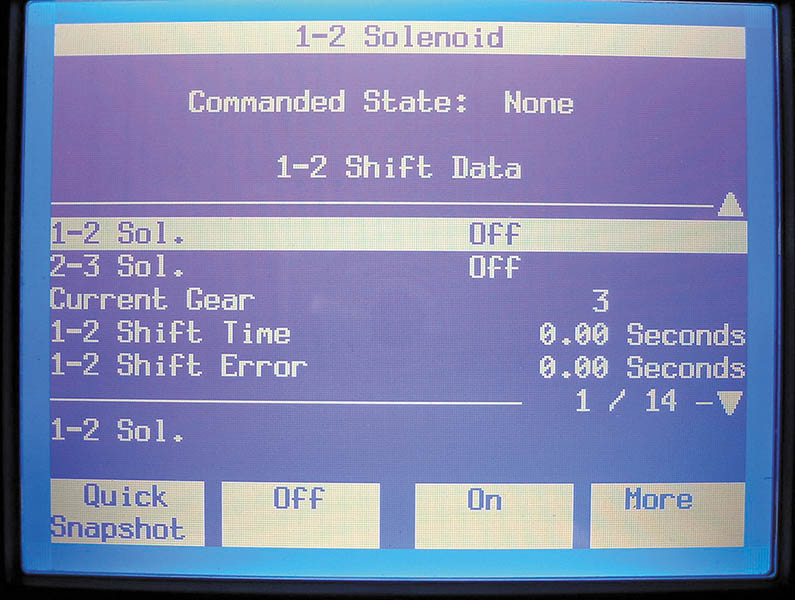 1-2 Solenoid
Commanded State: None
1-2 Shift Data
1-2 Sol. Off
2-3 Sol. Off
Current Gear 3
1-2 Shift Time 0.00 Seconds
1-2 Shift Error 0.00 Seconds
1 / 14
1-2 Sol.
Quick Snapshot
Off
On
More